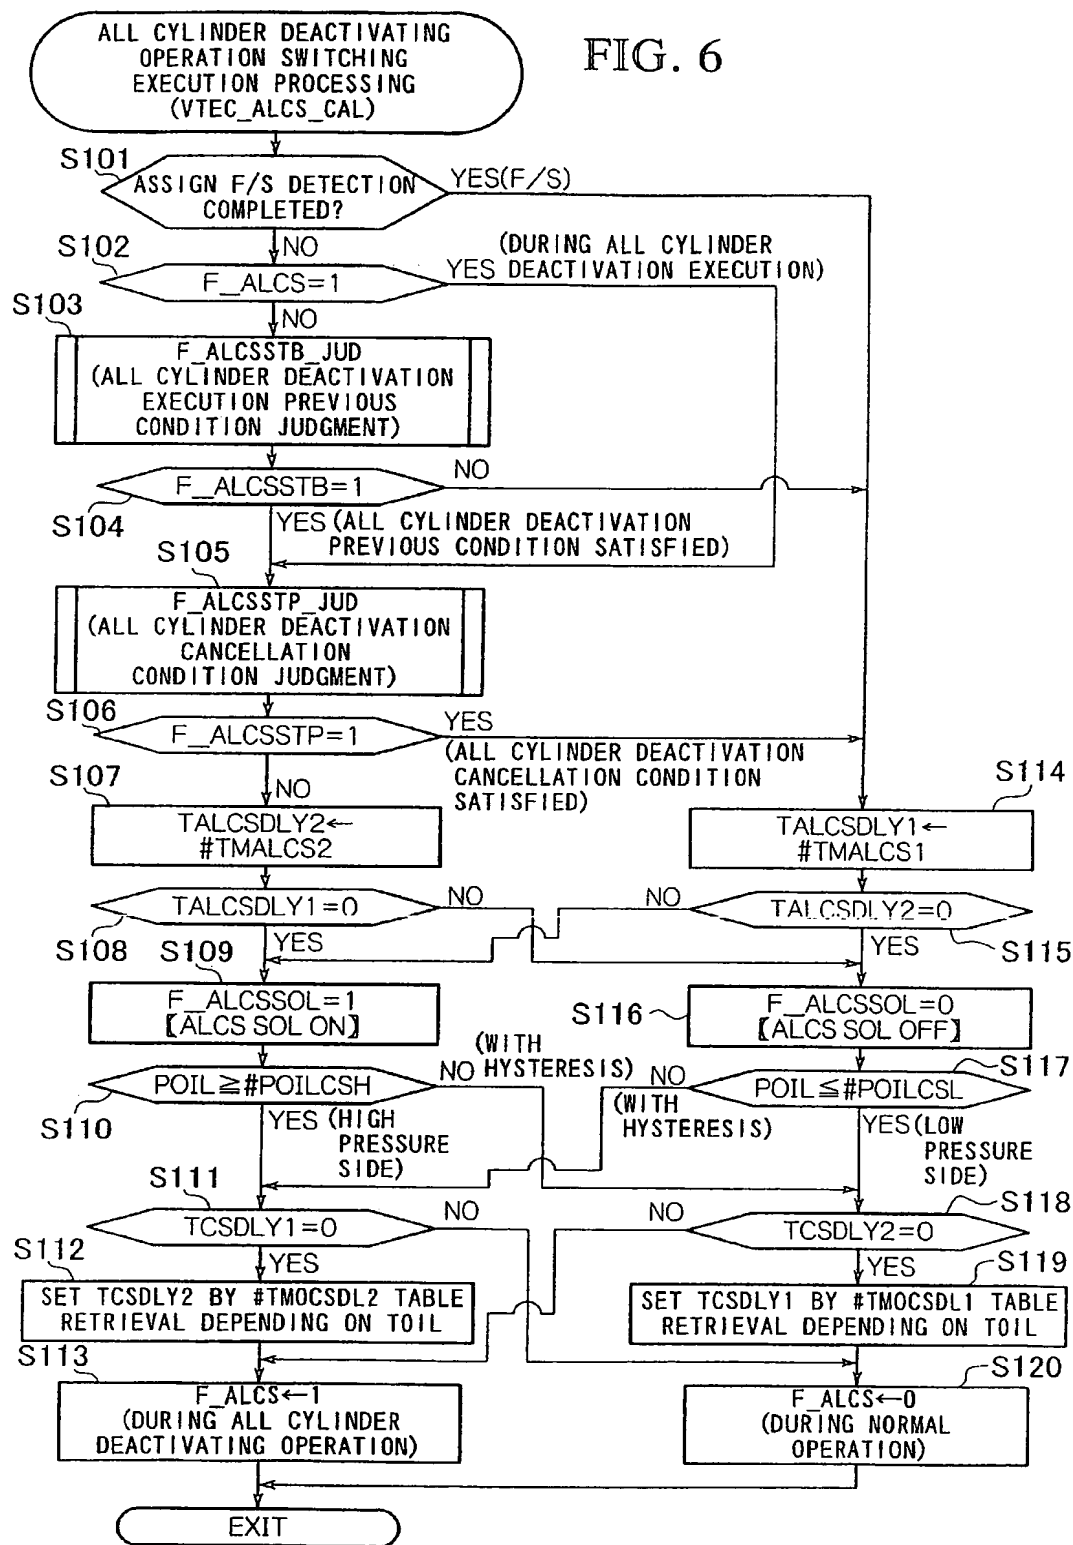 ALL CYLINDER DEACTIVATING
OPERATION SWITCHING
EXECUTION PROCESSING
(VTEC_ALCS_CAL)
FIG. 6
S101
ASSIGN F/S DETECTION
COMPLETED?
YES(F/S)
NO
S102
F_ALCS=1
(DURING ALL CYLINDER
YES DEACTIVATION EXECUTION)
NO
S103
F_ALCSSTB_JUD
(ALL CYLINDER DEACTIVATION
EXECUTION PREVIOUS
CONDITION JUDGMENT)
F_ALCSSTB=1
NO
S104
YES (ALL CYLINDER DEACTIVATION
PREVIOUS CONDITION SATISFIED)
S105
F_ALCSSTP_JUD
(ALL CYLINDER DEACTIVATION
CANCELLATION
CONDITION JUDGMENT)
S106
F_ALCSSTP=1
YES
(ALL CYLINDER DEACTIVATION
CANCELLATION CONDITION
SATISFIED)
NO
S107
TALCSDLY2←
#TMALCS2
S114
TALCSDLY1←
#TMALCS1
TALCSDLY1=0
NO
NO
TALCSDLY2=0
S108
YES
YES
S115
S109
F_ALCSSOL=1
【ALCS SOL ON】
S116
F_ALCSSOL=0
【ALCS SOL OFF】
POIL≧#POILCSH
NO
(WITH
HYSTERESIS)
NO
(WITH
HYSTERESIS)
POIL≦#POILCSL
S117
S110
YES (HIGH
PRESSURE
SIDE)
YES (LOW
PRESSURE
SIDE)
S111
TCSDLY1=0
NO
NO
TCSDLY2=0
S118
YES
YES
S112
SET TCSDLY2 BY #TMOCSDL2 TABLE
RETRIEVAL DEPENDING ON TOIL
S119
SET TCSDLY1 BY #TMOCSDL1 TABLE
RETRIEVAL DEPENDING ON TOIL
S113
F_ALCS←1
(DURING ALL CYLINDER
DEACTIVATING OPERATION)
S120
F_ALCS←0
(DURING NORMAL
OPERATION)
EXIT